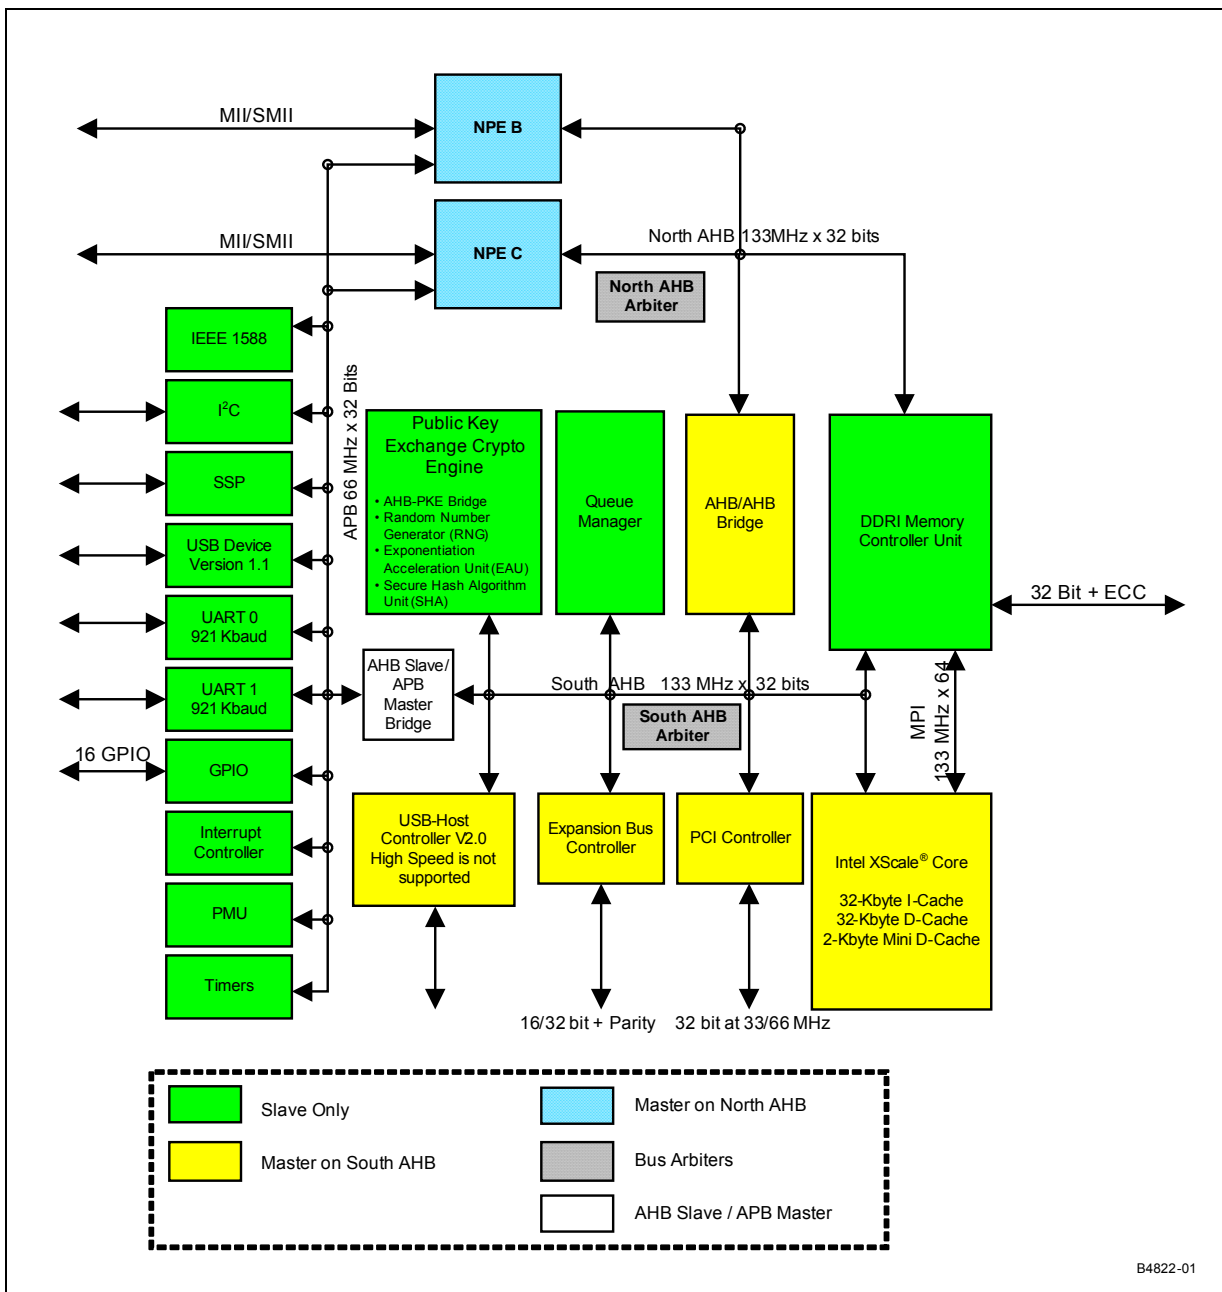 MII/SMII
NPE B
MII/SMII
NPE C
North AHB 133MHz x 32 bits
North AHB
Arbiter
IEEE 1588
I²C
SSP
USB Device
Version 1.1
UART 0
921 Kbaud
UART 1
921 Kbaud
16 GPIO
GPIO
Interrupt
Controller
PMU
Timers
APB 66 MHz x 32 Bits
Public Key
Exchange Crypto
Engine
• AHB-PKE Bridge
• Random Number
Generator (RNG)
• Exponentiation
Acceleration Unit (EAU)
• Secure Hash Algorithm
Unit (SHA)
Queue
Manager
AHB/AHB
Bridge
DDRI Memory
Controller Unit
32 Bit + ECC
AHB Slave/
APB
Master
Bridge
South AHB 133 MHz x 32 bits
South AHB
Arbiter
MPI
133 MHz x 64
USB-Host
Controller V2.0
High Speed is not
supported
Expansion Bus
Controller
PCI Controller
Intel XScale® Core
32-Kbyte I-Cache
32-Kbyte D-Cache
2-Kbyte Mini D-Cache
16/32 bit + Parity
32 bit at 33/66 MHz
Slave Only
Master on South AHB
Master on North AHB
Bus Arbiters
AHB Slave / APB Master
B4822-01